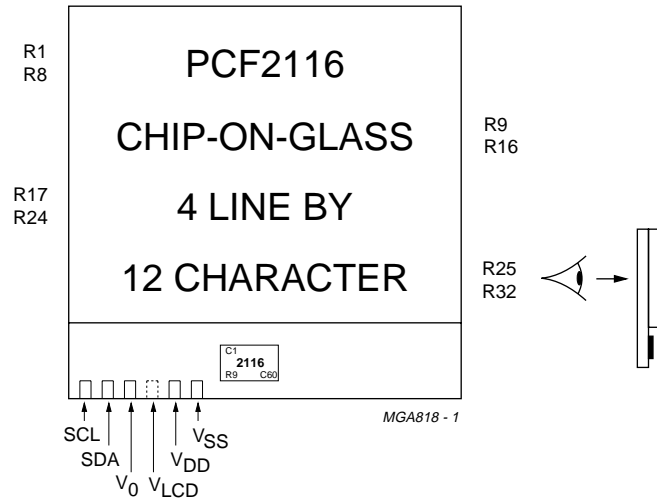 R1
R8
PCF2116
CHIP-ON-GLASS
R9
R16
R17
R24
4 LINE BY
12 CHARACTER
R25
R32
C1
2116
R9 C60
MGA818 - 1
SCL
SDA
V0
VLCD
VDD
VSS